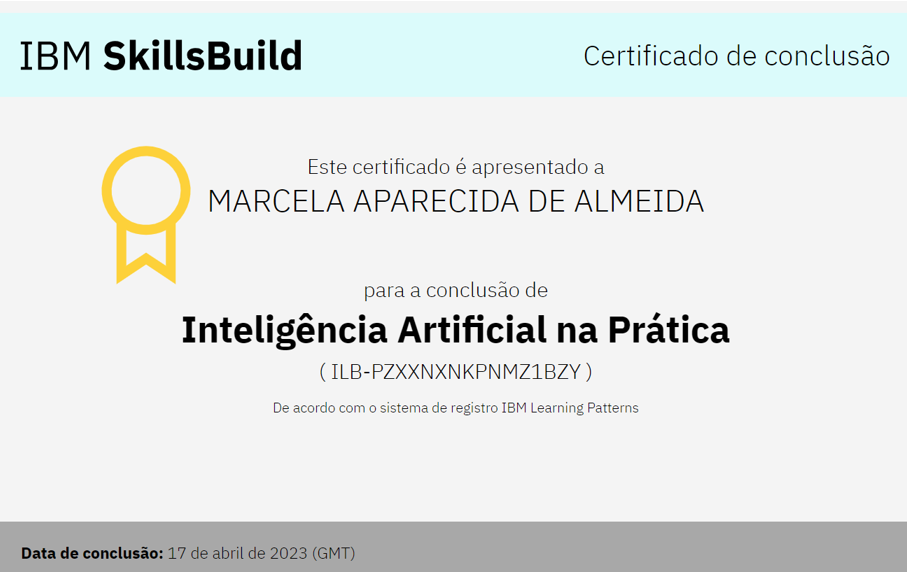 IBM SkillsBuild
Certificado de conclusão
Este certificado é apresentado a
MARCELA APARECIDA DE ALMEIDA
para a conclusão de
Inteligência Artificial na Prática
( ILB-PZXXNXNKPNMZ1BZY )
De acordo com o sistema de registro IBM Learning Patterns
Data de conclusão: 17 de abril de 2023 (GMT)